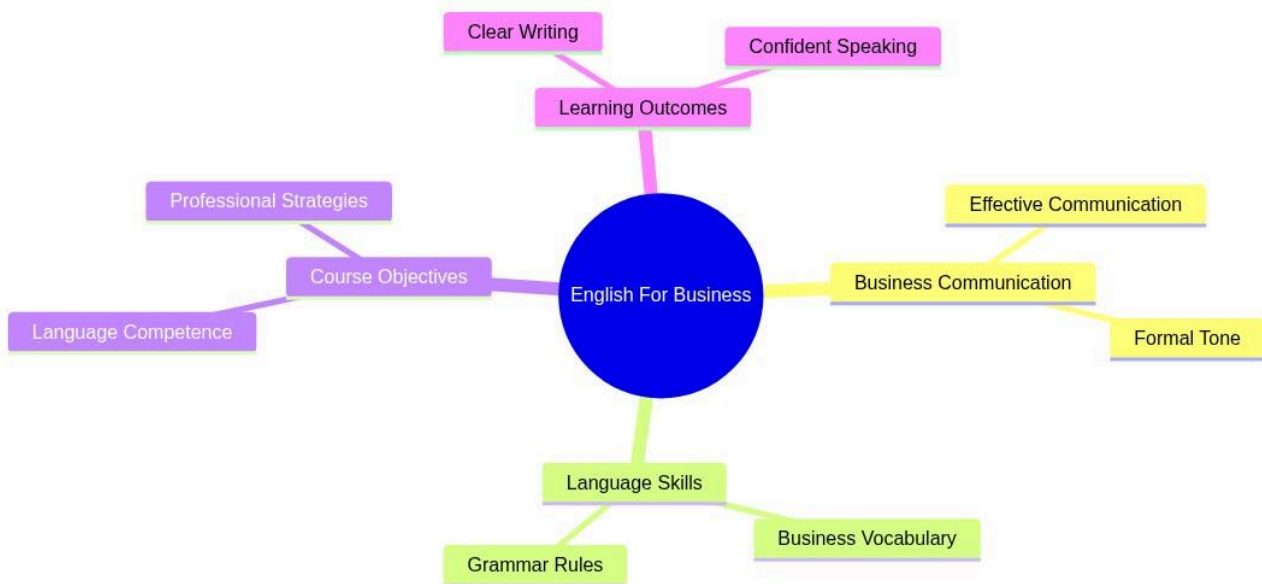 Clear Writing
Confident Speaking
Learning Outcomes
Professional Strategies
Effective Communication
Course Objectives
Business Communication
English For Business
Language Competence
Formal Tone
Language Skills
Business Vocabulary
Grammar Rules